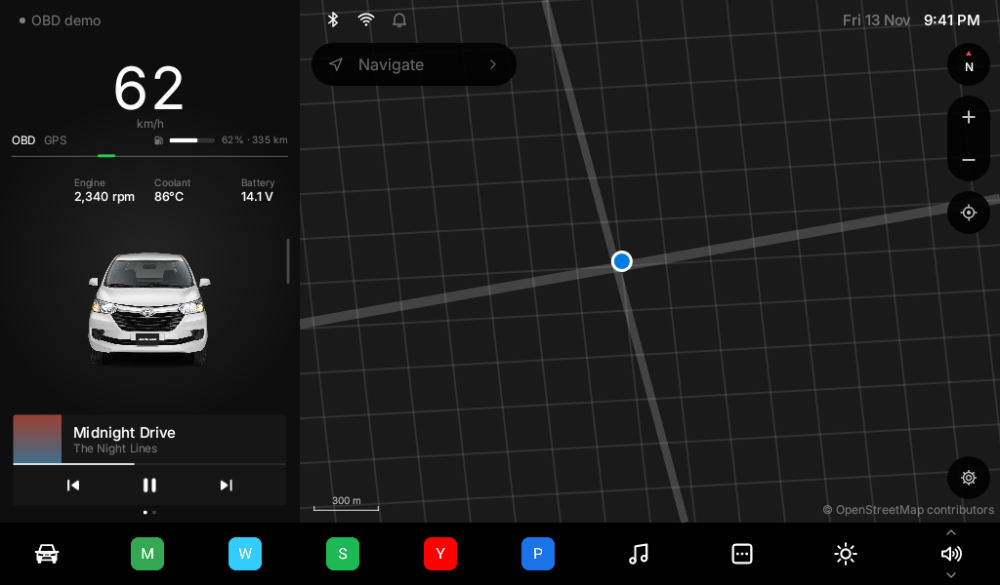 OBD demo
62
km/h
OBD GPS
62% · 335 km
Engine
2,340 rpm
Coolant
86°C
Battery
14.1 V
Midnight Drive
The Night Lines
Fri 13 Nov 9:41 PM
Navigate
N
300 m
© OpenStreetMap contributors
M
W
S
Y
P